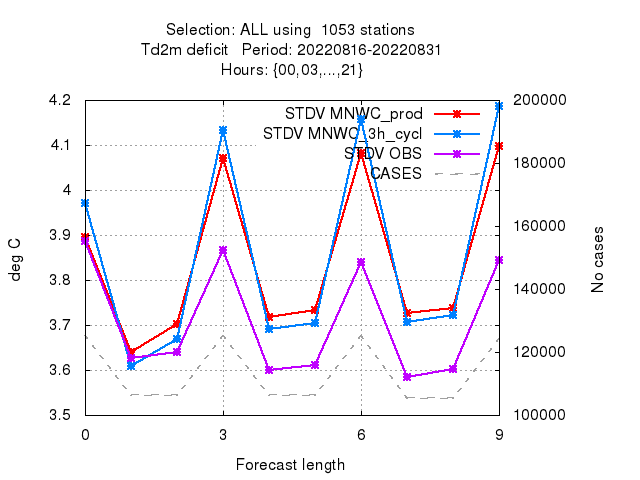 Selection: ALL using  1053 stations
Td2m deficit   Period: 20220816-20220831
Hours: {00,03,...,21}
STDV MNWC_prod
STDV MNWC_3h_cycl
STDV OBS
CASES
4.2
4.1
4
3.9
3.8
3.7
3.6
3.5
deg C
200000
180000
160000
140000
120000
100000
No cases
0 3 6 9
Forecast length